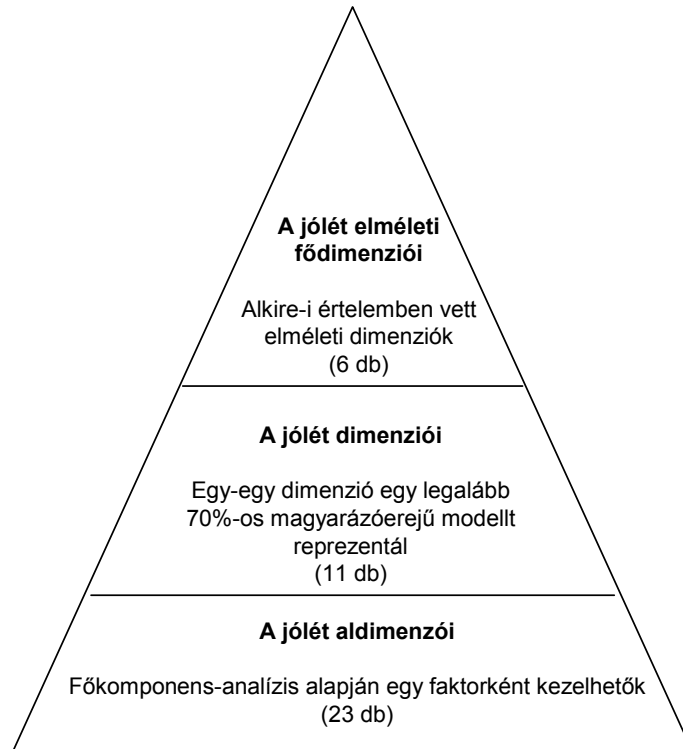 A jólét elméleti
fődimenziói
Alkire-i értelemben vett
elméleti dimenziók
(6 db)
A jólét dimenziói
Egy-egy dimenzió egy legalább
70%-os magyarázóerejű modellt
reprezentál
(11 db)
A jólét aldimenzói
Főkomponens-analízis alapján egy faktorként kezelhetők
(23 db)